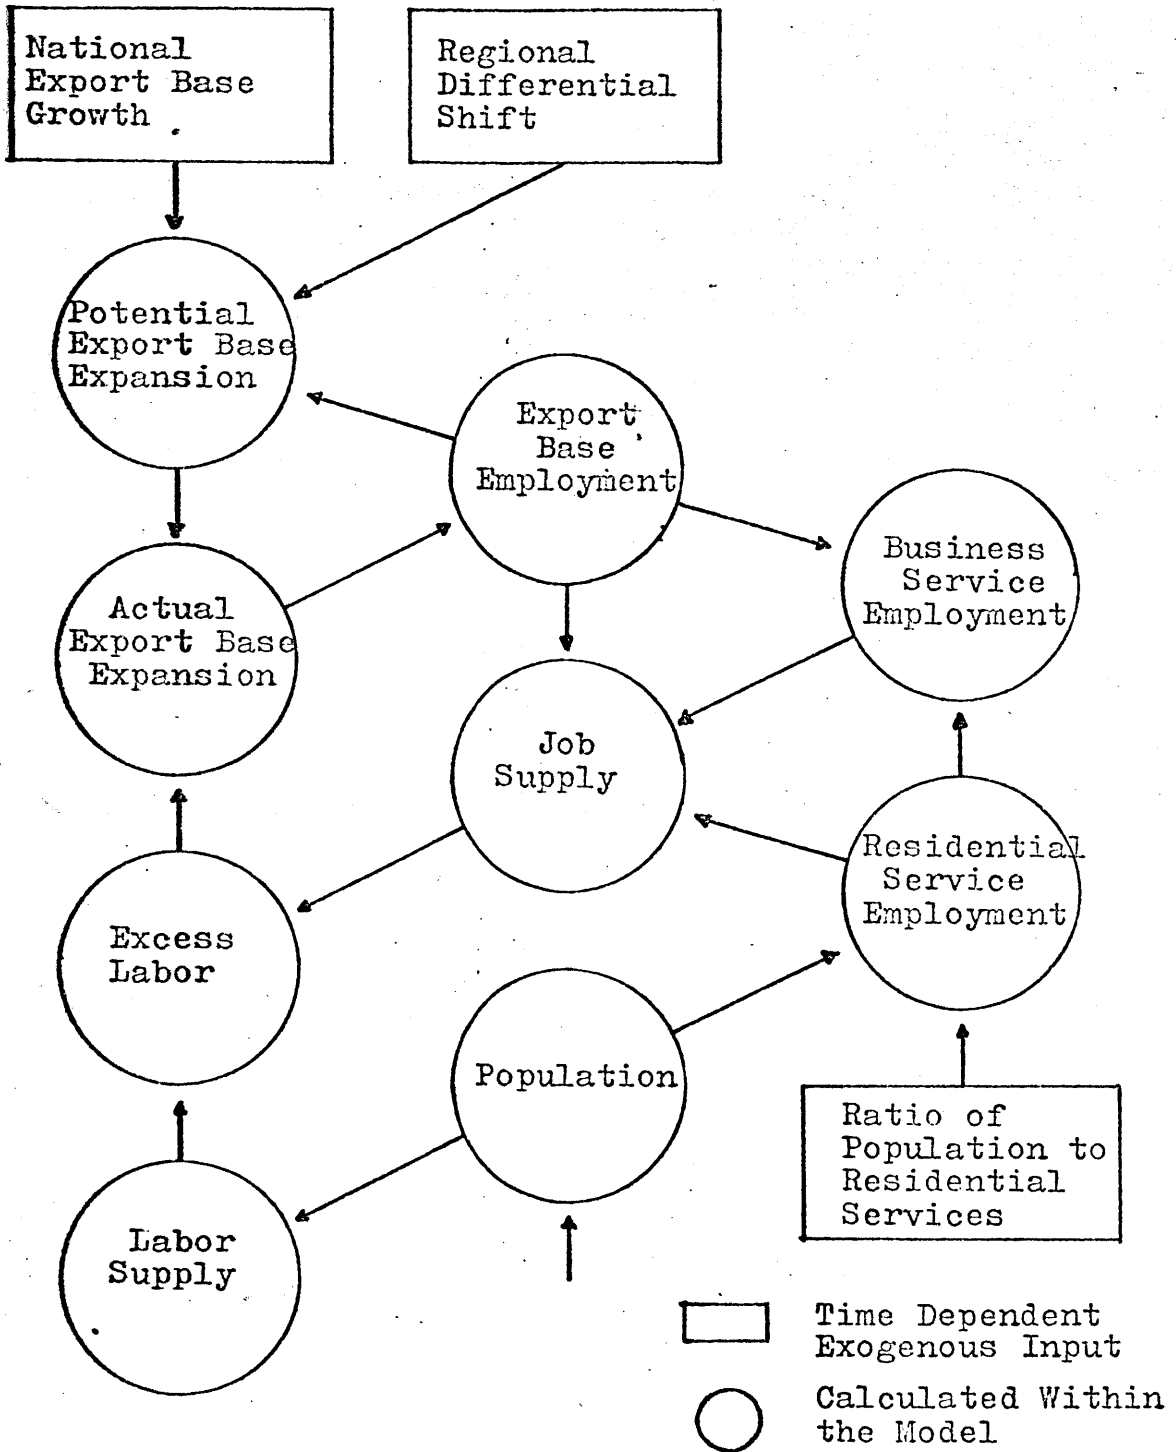 National
Export Base
Growth
Regional
Differential
Shift
Potential
Export Base
Expansion
Export
Base
Employment
Business
Service
Employment
Actual
Export Base
Expansion
Job
Supply
Residential
Service
Employment
Excess
Labor
Population
Ratio of
Population to
Residential
Services
Labor
Supply
Time Dependent
Exogenous Input
Calculated Within
the Model